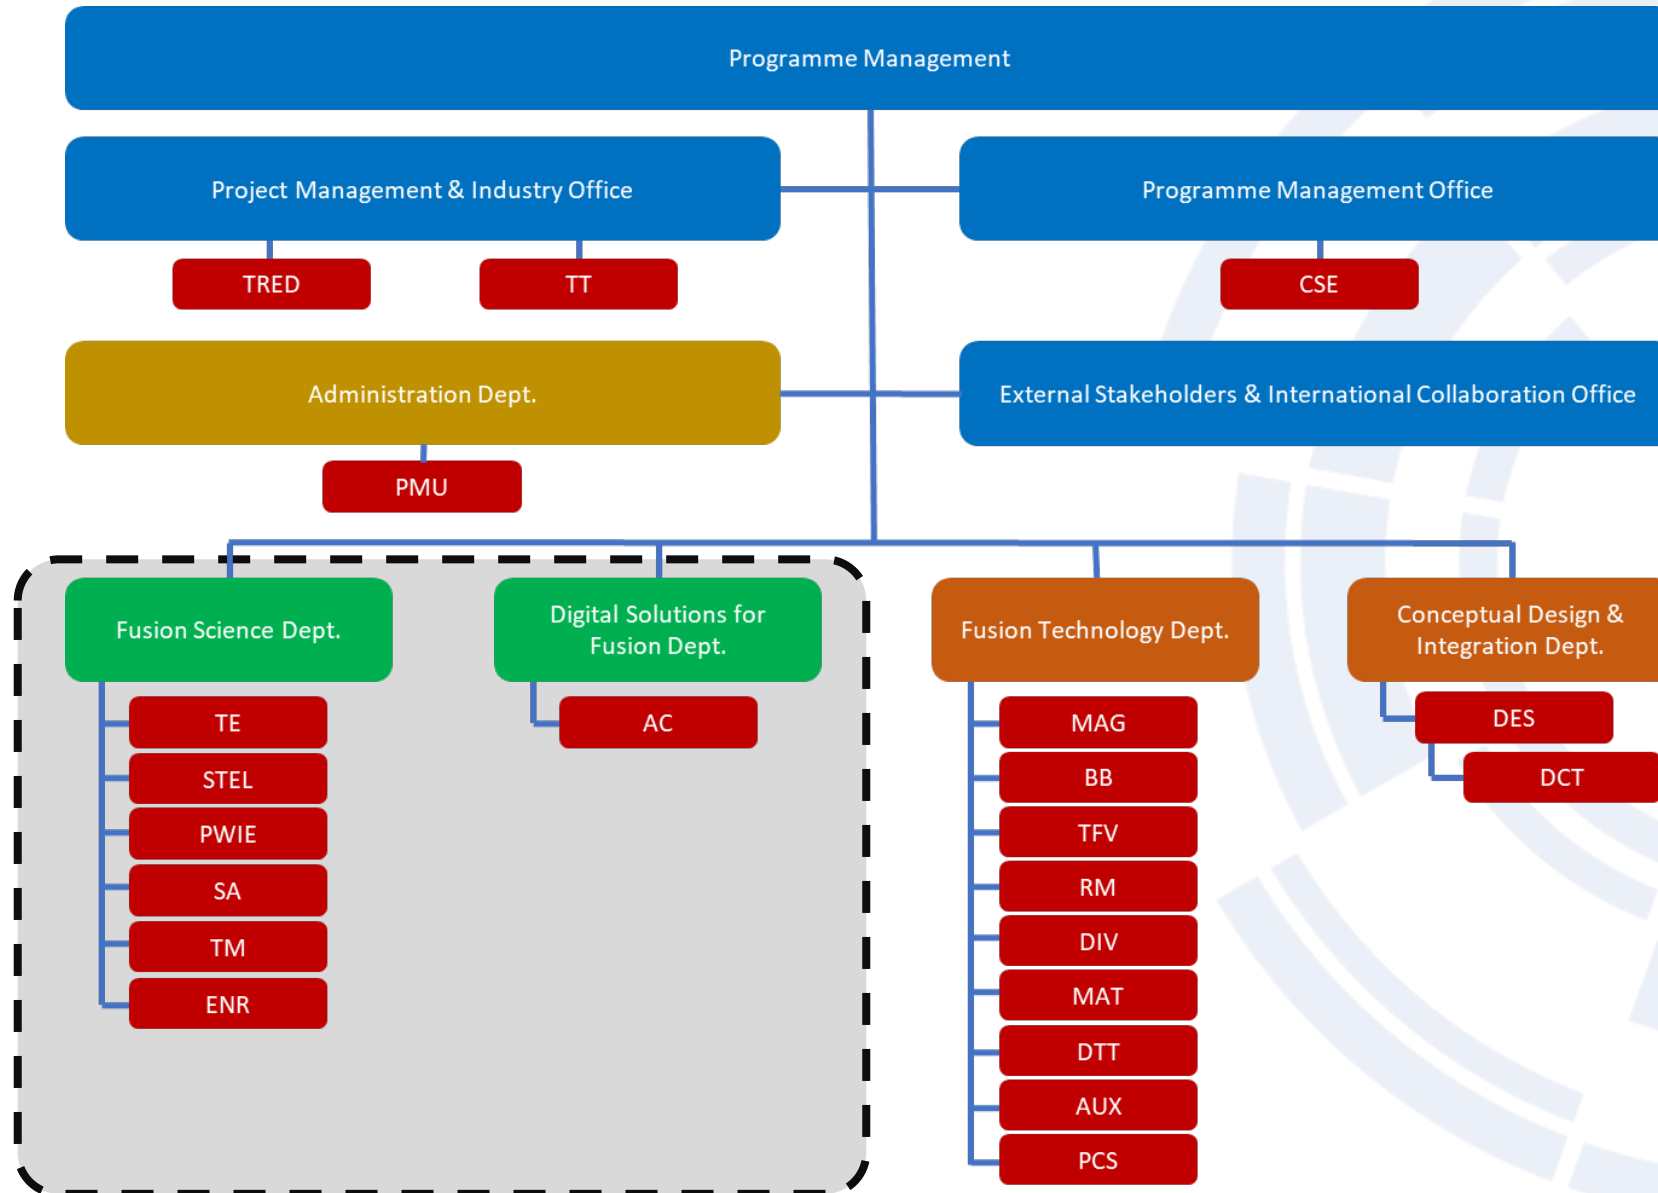 Programme Management
Project Management & Industry Office
Programme Management Office
TRED
TT
CSE
Administration Dept.
External Stakeholders & International Collaboration Office
PMU
Fusion Science Dept.
Digital Solutions for
Fusion Dept.
Fusion Technology Dept.
Conceptual Design &
Integration Dept.
TE
STEL
PWIE
SA
TM
ENR
AC
MAG
BB
TFV
RM
DIV
MAT
DTT
AUX
PCS
DES
DCT